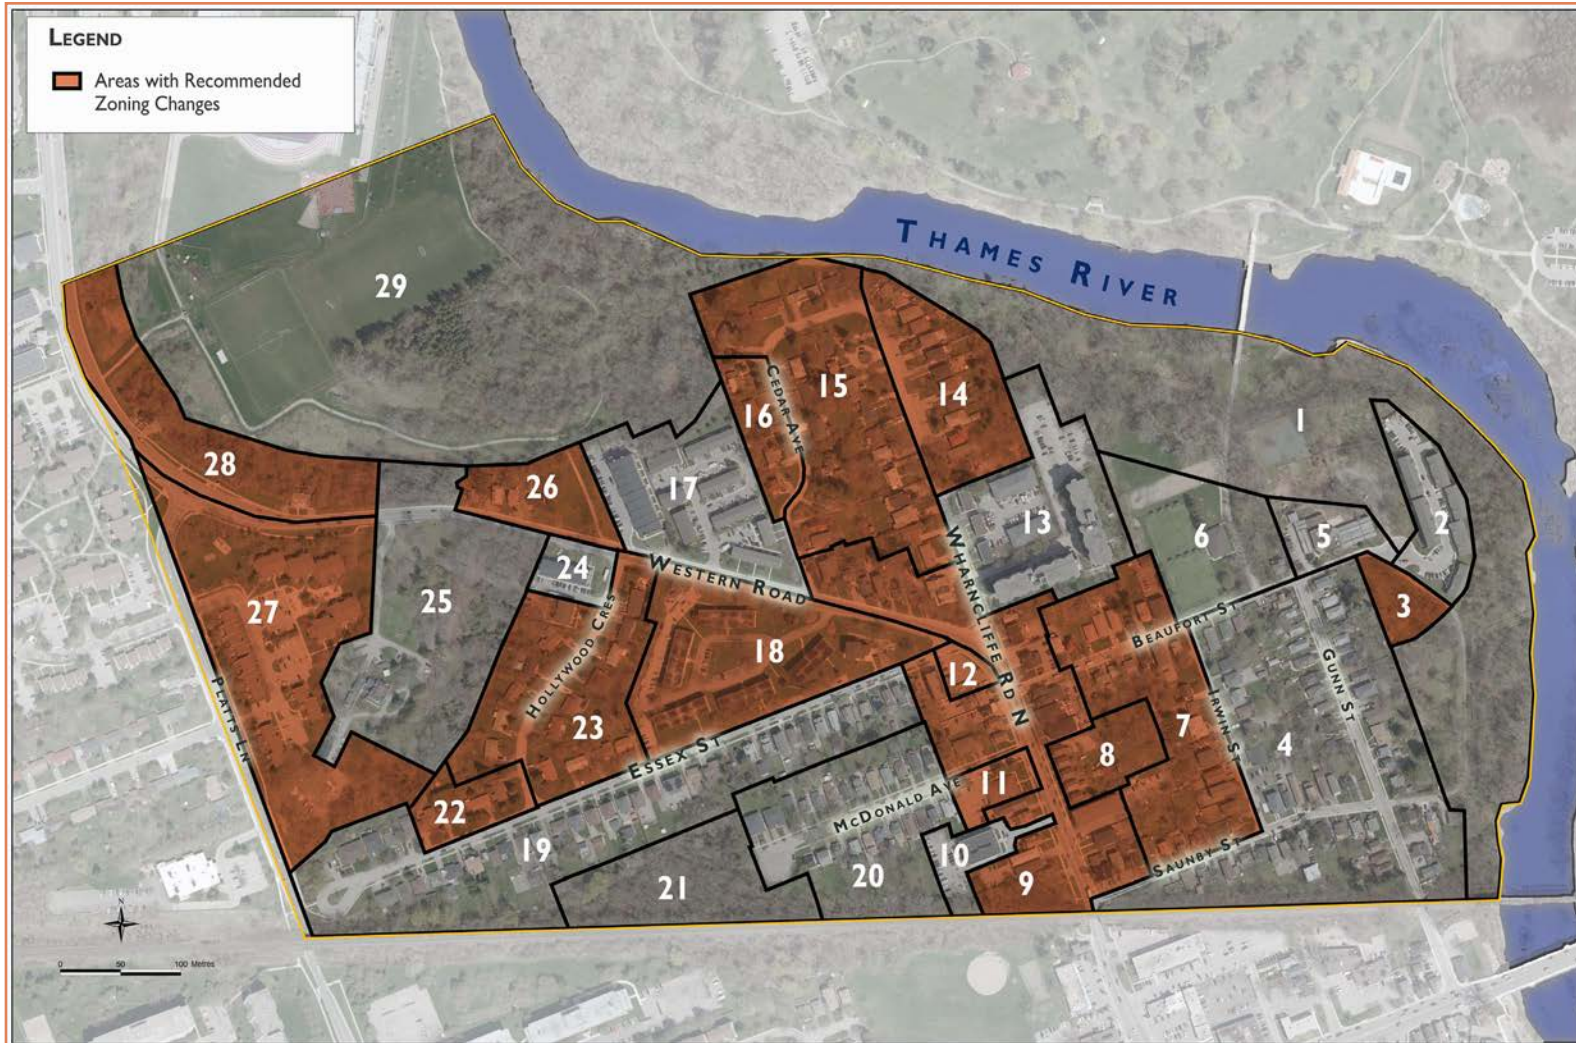 LEGEND
Areas with Recommended
Zoning Changes
THAMES RIVER
29
15
14
CEDAR AVE
16
1
28
26
17
13
6
5
2
24
WESTERN ROAD
WHARNCLIFFE RD N
25
3
27
HOLLYWOOD CRES
18
BEAUFORT ST
12
GUNN ST
PLATTS LN
23
IRWIN ST
7
4
8
ESSEX ST
11
22
MCDONALD AVE
19
10
SAUNBY ST
21
20
9
N
0 50 100 Metres